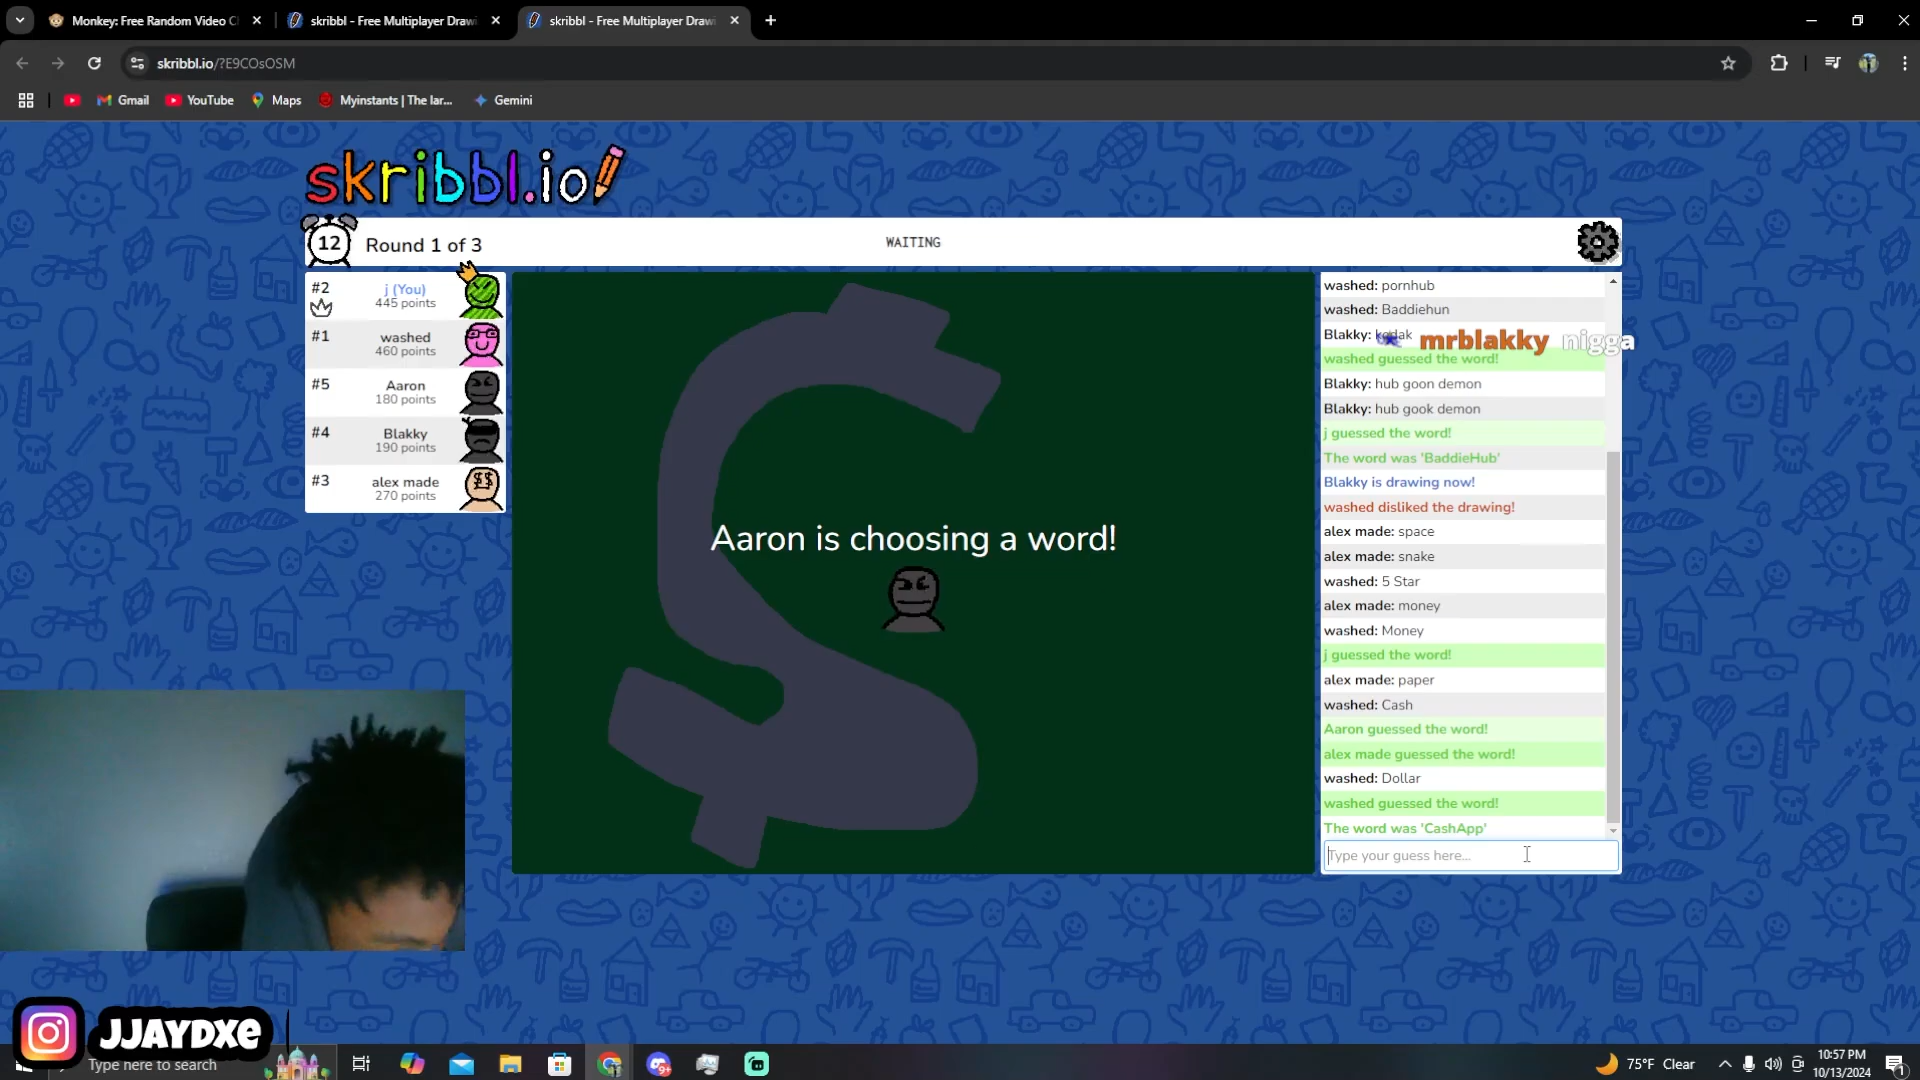 Monkey: Free Random Video C
skribbl - Free Multiplayer Drawi
skribbl - Free Multiplayer Drawi
skribbl.io/?E9COsOSM
Gmail
YouTube
Maps
Myinstants | The lar...
Gemini
skribbl.io
12
Round 1 of 3
WAITING
#2
j (You)
445 points
#1
washed
460 points
#5
Aaron
180 points
#4
Blakky
190 points
#3
alex made
270 points
Aaron is choosing a word!
washed: pornhub
washed: Baddiehun
Blakky: kodak
mrblakky nigga
washed guessed the word!
Blakky: hub goon demon
Blakky: hub gook demon
j guessed the word!
The word was 'BaddieHub'
Blakky is drawing now!
washed disliked the drawing!
alex made: space
alex made: snake
washed: 5 Star
alex made: money
washed: Money
j guessed the word!
alex made: paper
washed: Cash
Aaron guessed the word!
alex made guessed the word!
washed: Dollar
washed guessed the word!
The word was 'CashApp'
Type your guess here...
JJAYDXE
Type here to search
9+
75°F Clear
10:57 PM
10/13/2024
1